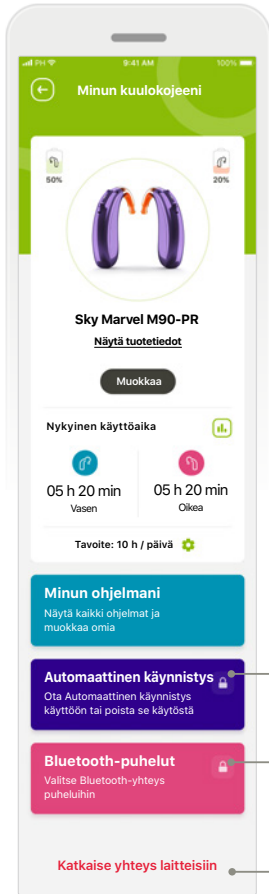 PH 9:41 AM 100%
Minun kuulokojeeni
50% 20%
Sky Marvel M90-PR
Näytä tuotetiedot
Muokkaa
Nykyinen käyttöaika
05 h 20 min 05 h 20 min
Vasen Oikea
Tavoite: 10 h / päivä
Minun ohjelmani
Näytä kaikki ohjelmat ja
muokkaa omia
Automaattinen käynnistys
Ota Automaattinen käynnistys
käyttöön tai poista se käytöstä
Bluetooth-puhelut
Valitse Bluetooth-yhteys
puheluihin
Katkaise yhteys laitteisiin